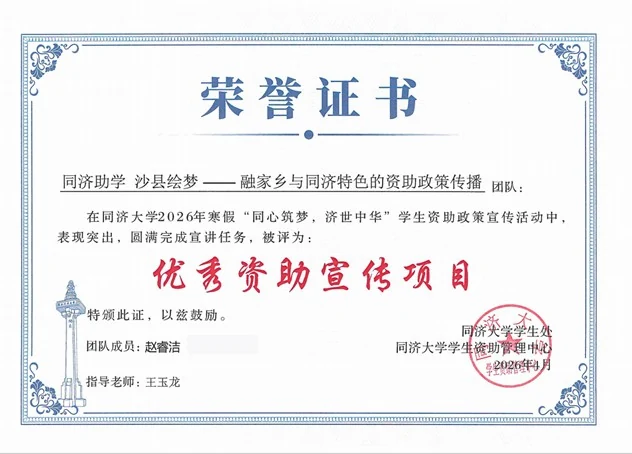 荣誉证书
同济助学 沙县绘梦 —— 融家乡与同济特色的资助政策传播 团队：
在同济大学2026年寒假“同心筑梦，济世中华”学生资助政策宣传活动中，
表现突出，圆满完成宣讲任务，被评为：
优秀资助宣传项目
特颁此证，以兹鼓励。
团队成员：赵睿洁
指导老师：王玉龙
同济大学学生处
同济大学学生资助管理中心
2026年4月
同济大学